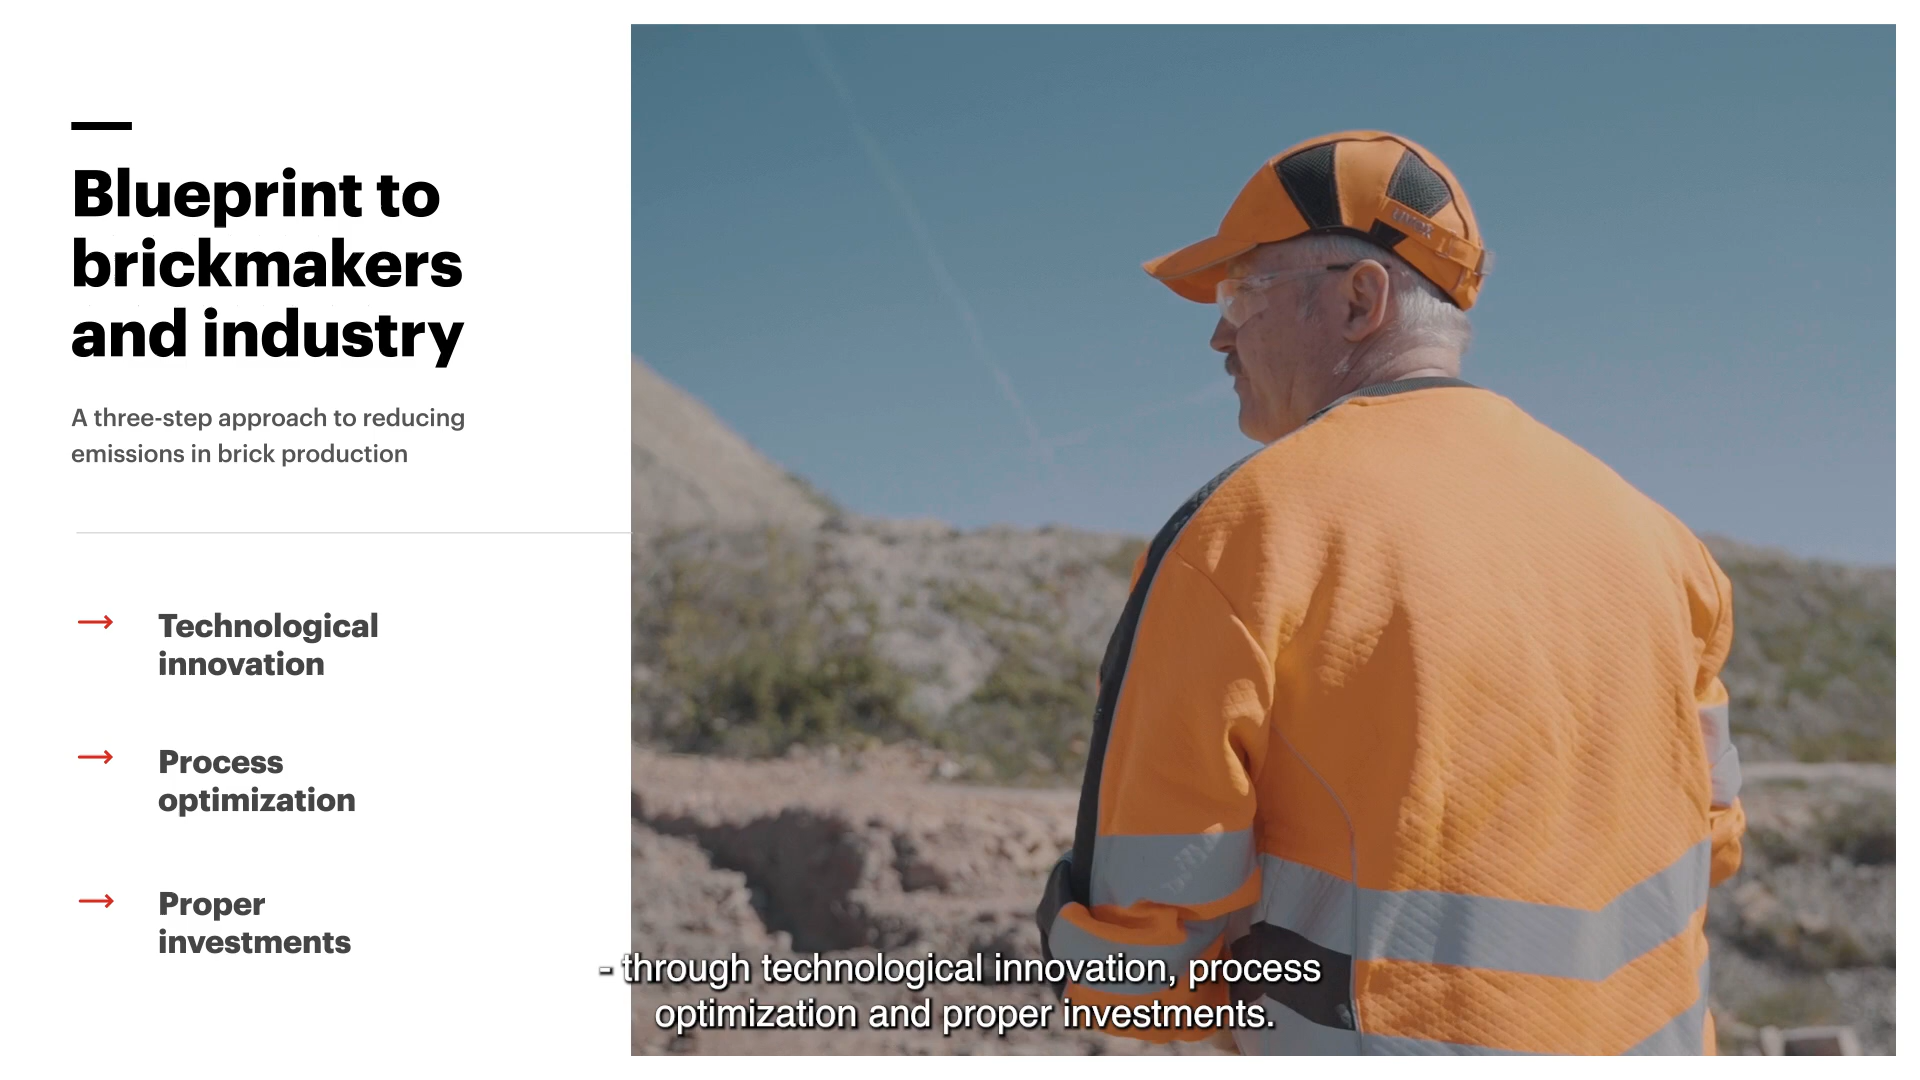 Blueprint to
brickmakers
and industry
A three-step approach to reducing
emissions in brick production
Technological
innovation
Process
optimization
Proper
investments
- through technological innovation, process
optimization and proper investments.